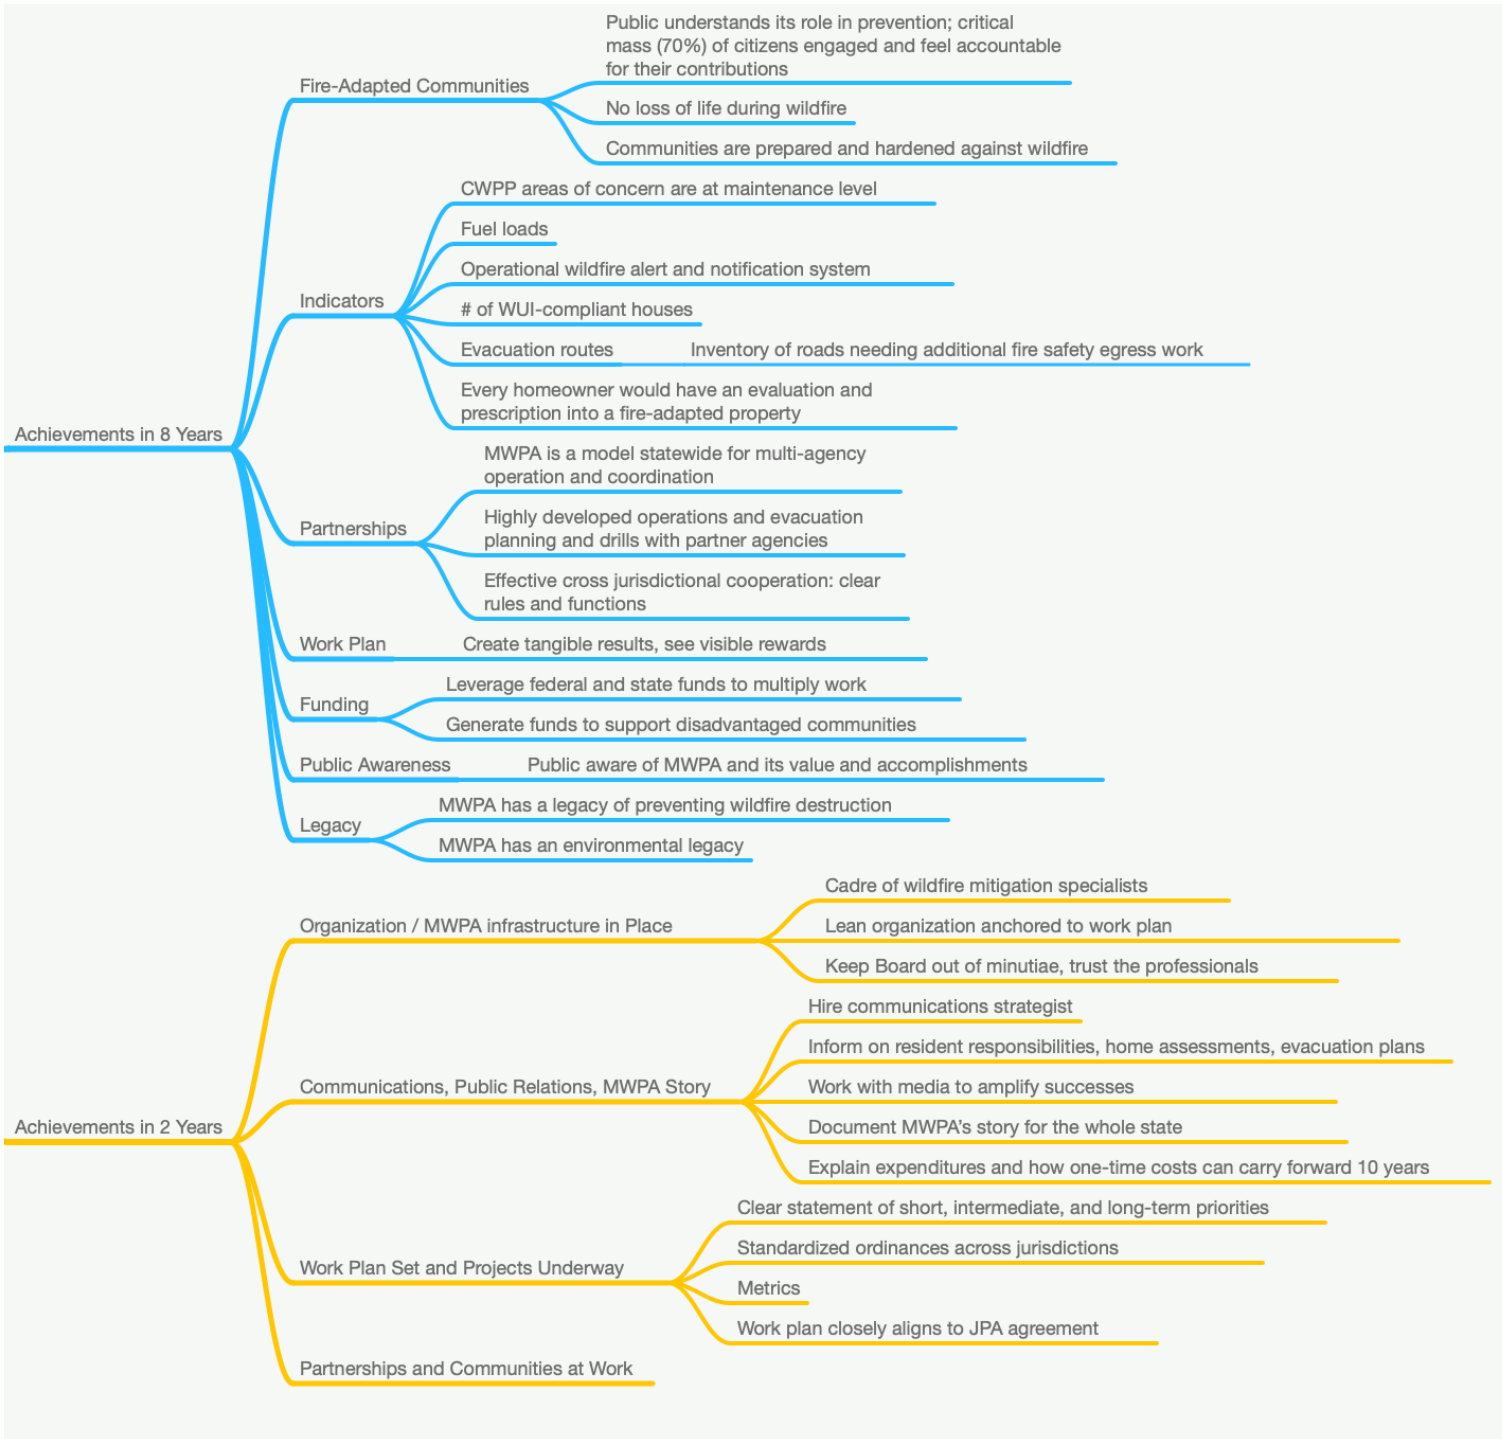 Achievements in 8 Years
Fire-Adapted Communities
Public understands its role in prevention; critical
mass (70%) of citizens engaged and feel accountable
for their contributions
No loss of life during wildfire
Communities are prepared and hardened against wildfire
Indicators
CWPP areas of concern are at maintenance level
Fuel loads
Operational wildfire alert and notification system
# of WUI-compliant houses
Evacuation routes
Inventory of roads needing additional fire safety egress work
Every homeowner would have an evaluation and
prescription into a fire-adapted property
Partnerships
MWPA is a model statewide for multi-agency
operation and coordination
Highly developed operations and evacuation
planning and drills with partner agencies
Effective cross jurisdictional cooperation: clear
rules and functions
Work Plan
Create tangible results, see visible rewards
Funding
Leverage federal and state funds to multiply work
Generate funds to support disadvantaged communities
Public Awareness
Public aware of MWPA and its value and accomplishments
Legacy
MWPA has a legacy of preventing wildfire destruction
MWPA has an environmental legacy
Achievements in 2 Years
Organization / MWPA infrastructure in Place
Cadre of wildfire mitigation specialists
Lean organization anchored to work plan
Keep Board out of minutiae, trust the professionals
Communications, Public Relations, MWPA Story
Hire communications strategist
Inform on resident responsibilities, home assessments, evacuation plans
Work with media to amplify successes
Document MWPA's story for the whole state
Explain expenditures and how one-time costs can carry forward 10 years
Work Plan Set and Projects Underway
Clear statement of short, intermediate, and long-term priorities
Standardized ordinances across jurisdictions
Metrics
Work plan closely aligns to JPA agreement
Partnerships and Communities at Work